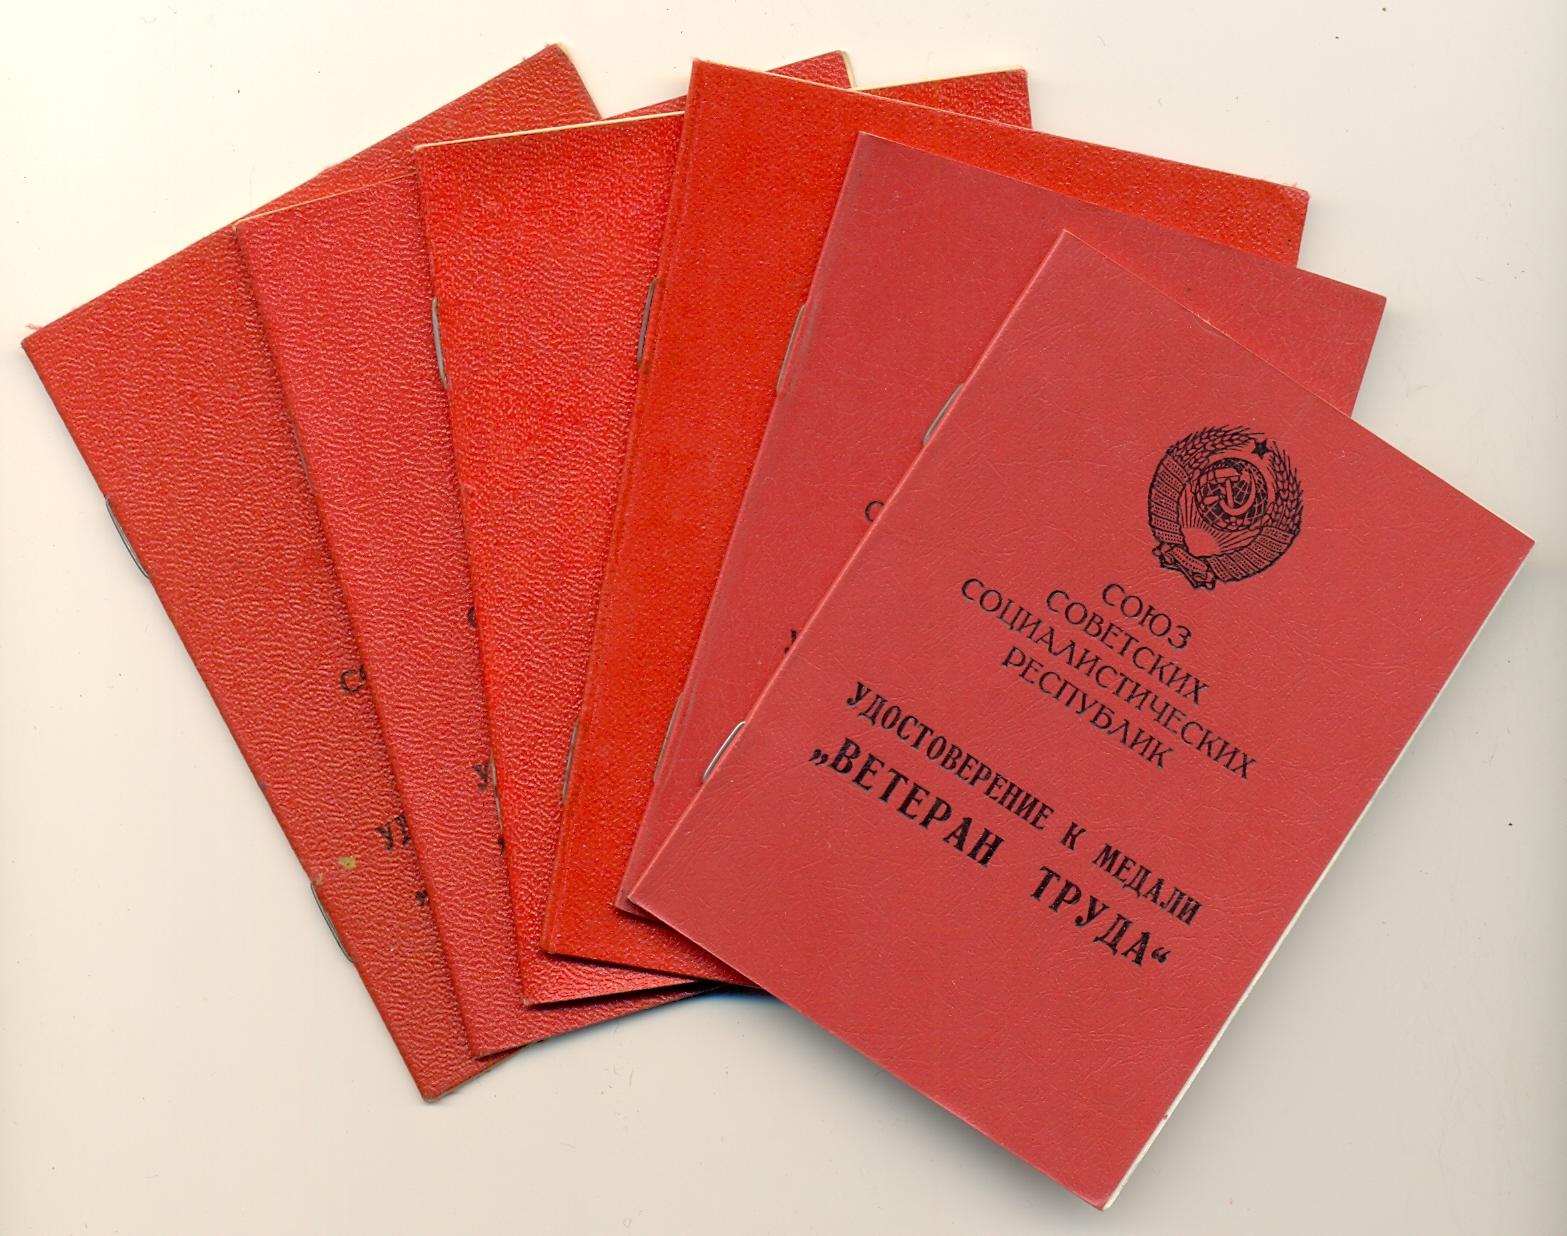 СОЮЗ
СОВЕТСКИХ
СОЦИАЛИСТИЧЕСКИХ
РЕСПУБЛИК
УДОСТОВЕРЕНИЕ К МЕДАЛИ
„ВЕТЕРАН ТРУДА“